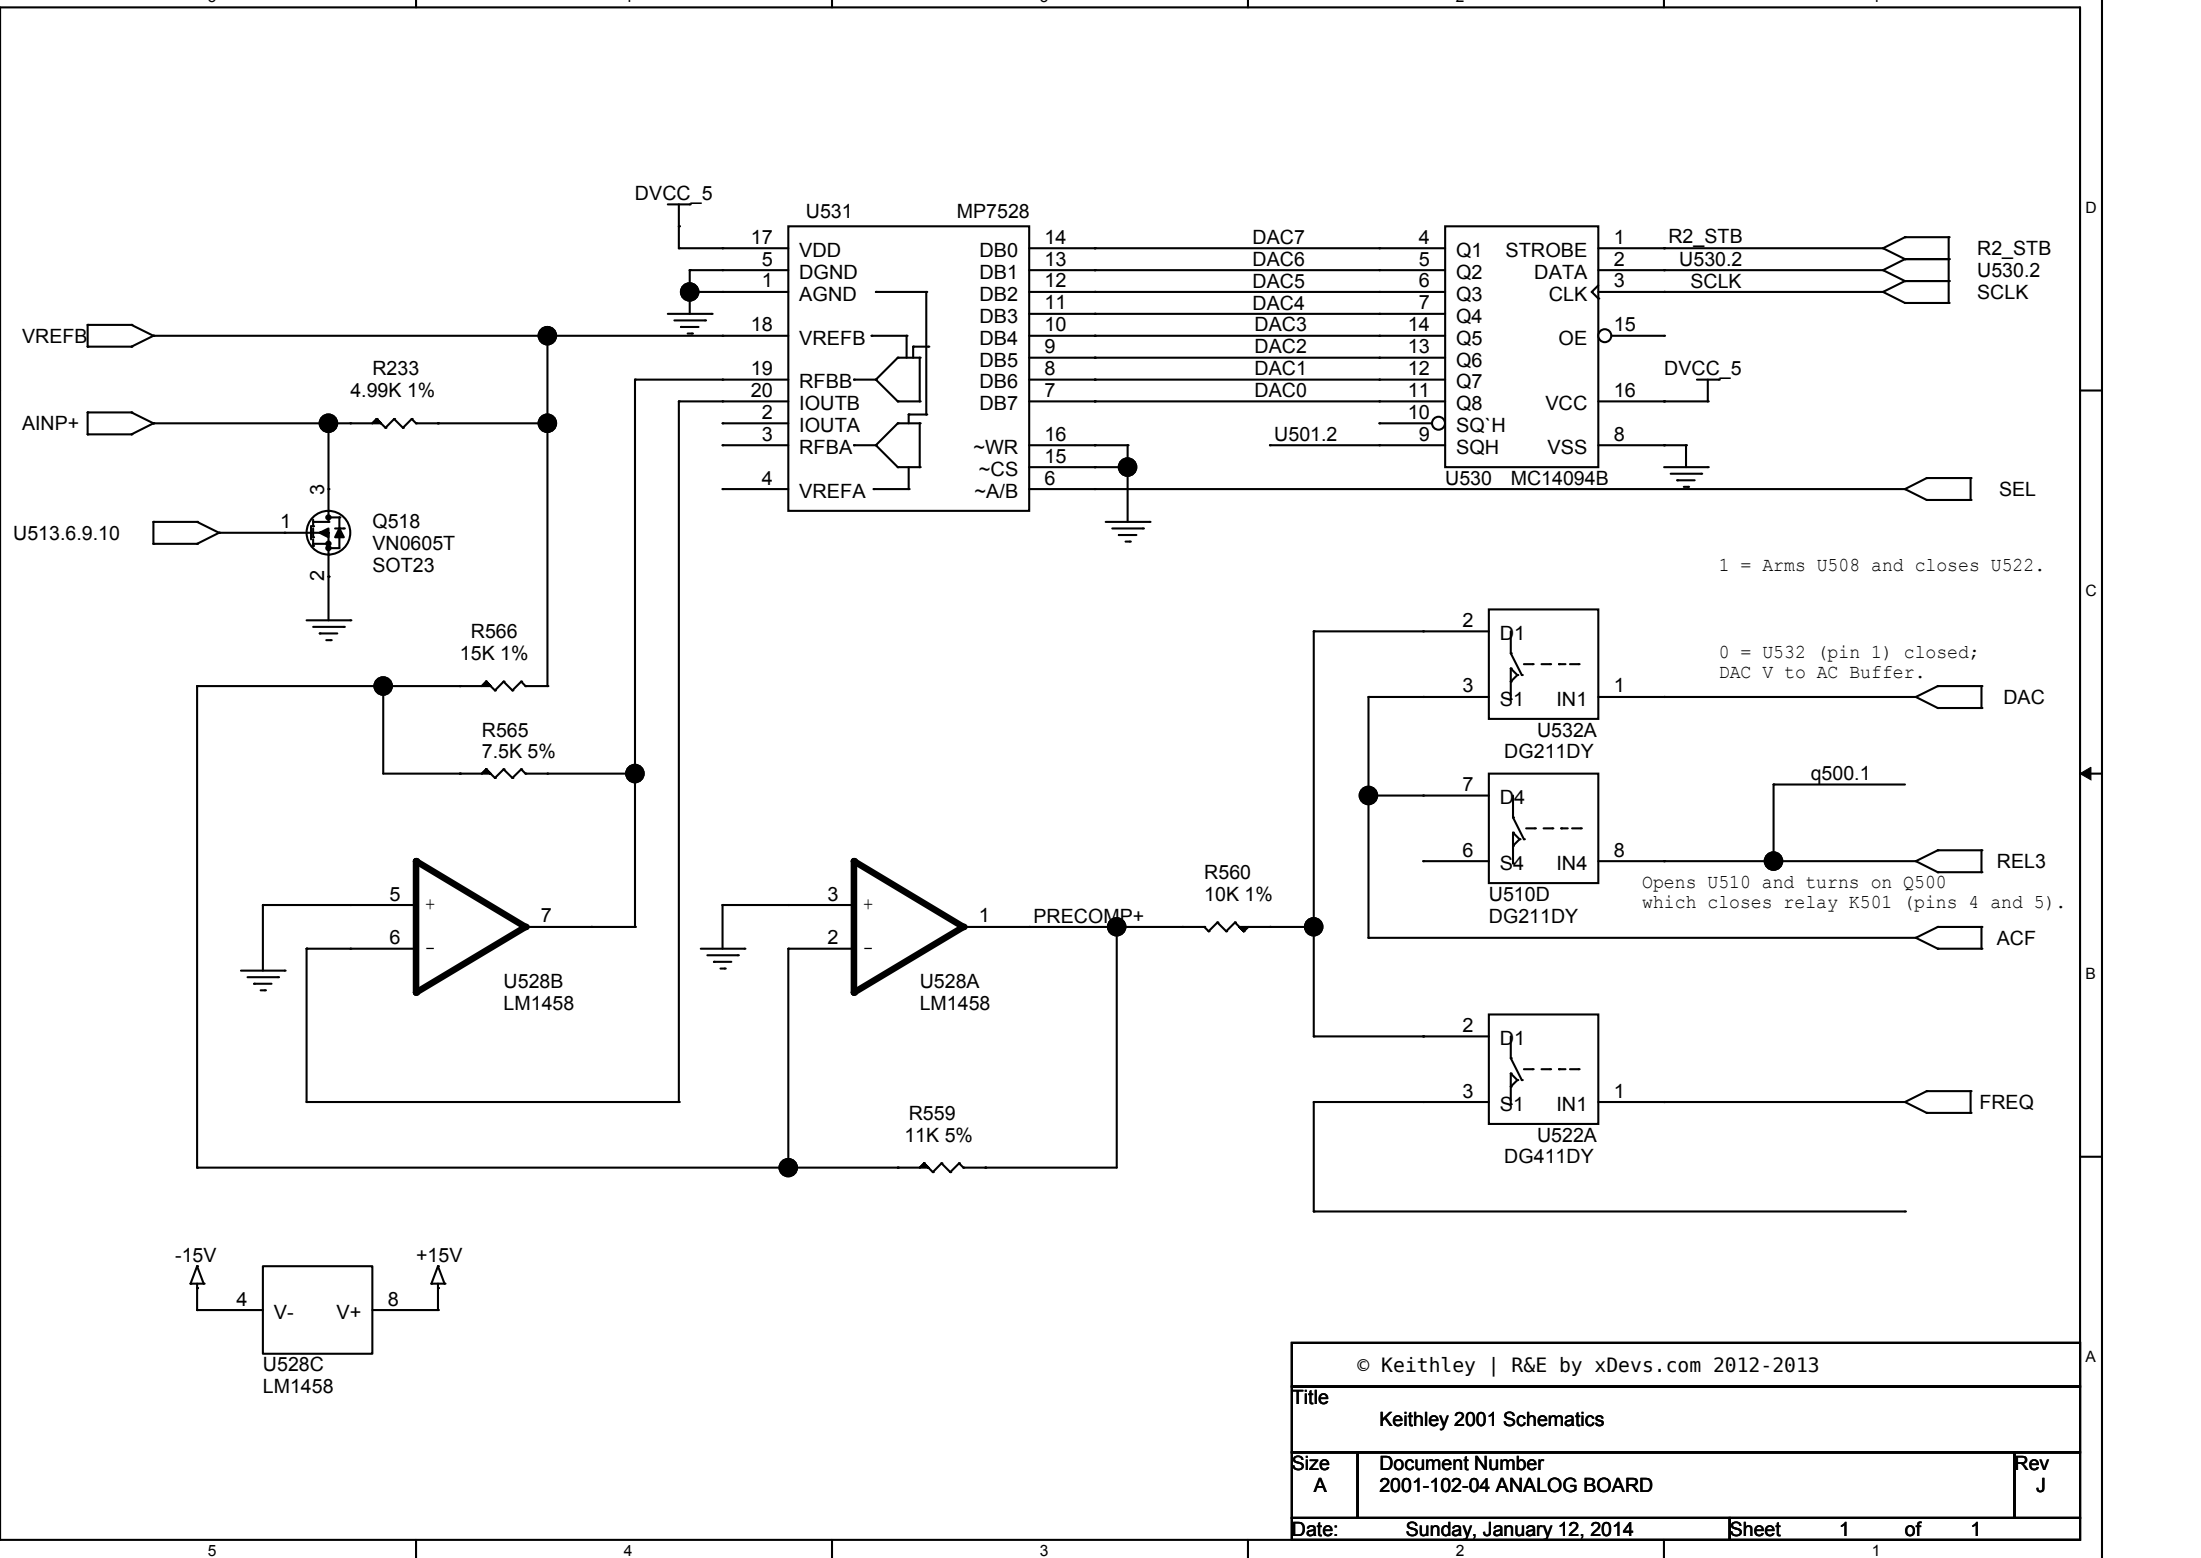 5 4 3 2 1
DVCC_5
U531 MP7528
17 VDD
5 DGND
1 AGND
18 VREFB
19 RFBB
20 IOUTB
2 IOUTA
3 RFBA
4 VREFA
DB0 14 DAC7 4 Q1
DB1 13 DAC6 5 Q2
DB2 12 DAC5 6 Q3
DB3 11 DAC4 7 Q4
DB4 10 DAC3 14 Q5
DB5 9 DAC2 13 Q6
DB6 8 DAC1 12 Q7
DB7 7 DAC0 11 Q8
10 SQ`H
U501.2 9 SQH
~WR 16
~CS 15
~A/B 6
SEL
STROBE 1 R2_STB R2_STB
DATA 2 U530.2 U530.2
CLK 3 SCLK SCLK
OE 15
DVCC_5
VCC 16
VSS 8
U530 MC14094B
D
C
B
A
VREFB
R233
4.99K 1%
AINP+
3
U513.6.9.10 1
2
Q518
VN0605T
SOT23
R566
15K 1%
R565
7.5K 5%
1 = Arms U508 and closes U522.
0 = U532 (pin 1) closed;
DAC V to AC Buffer.
2 D1
3 S1 IN1 1 DAC
U532A
DG211DY
q500.1
7 D4
6 S4 IN4 8 REL3
U510D
DG211DY
Opens U510 and turns on Q500
which closes relay K501 (pins 4 and 5).
ACF
5 +
6 −
7
U528B
LM1458
3 +
2 −
1 PRECOMP+
U528A
LM1458
R560
10K 1%
2 D1
3 S1 IN1 1 FREQ
U522A
DG411DY
R559
11K 5%
-15V +15V
4 V- V+ 8
U528C
LM1458
© Keithley | R&E by xDevs.com 2012-2013
Title
Keithley 2001 Schematics
Size Document Number Rev
A 2001-102-04 ANALOG BOARD J
Date: Sunday, January 12, 2014 Sheet 1 of 1
5 4 3 2 1